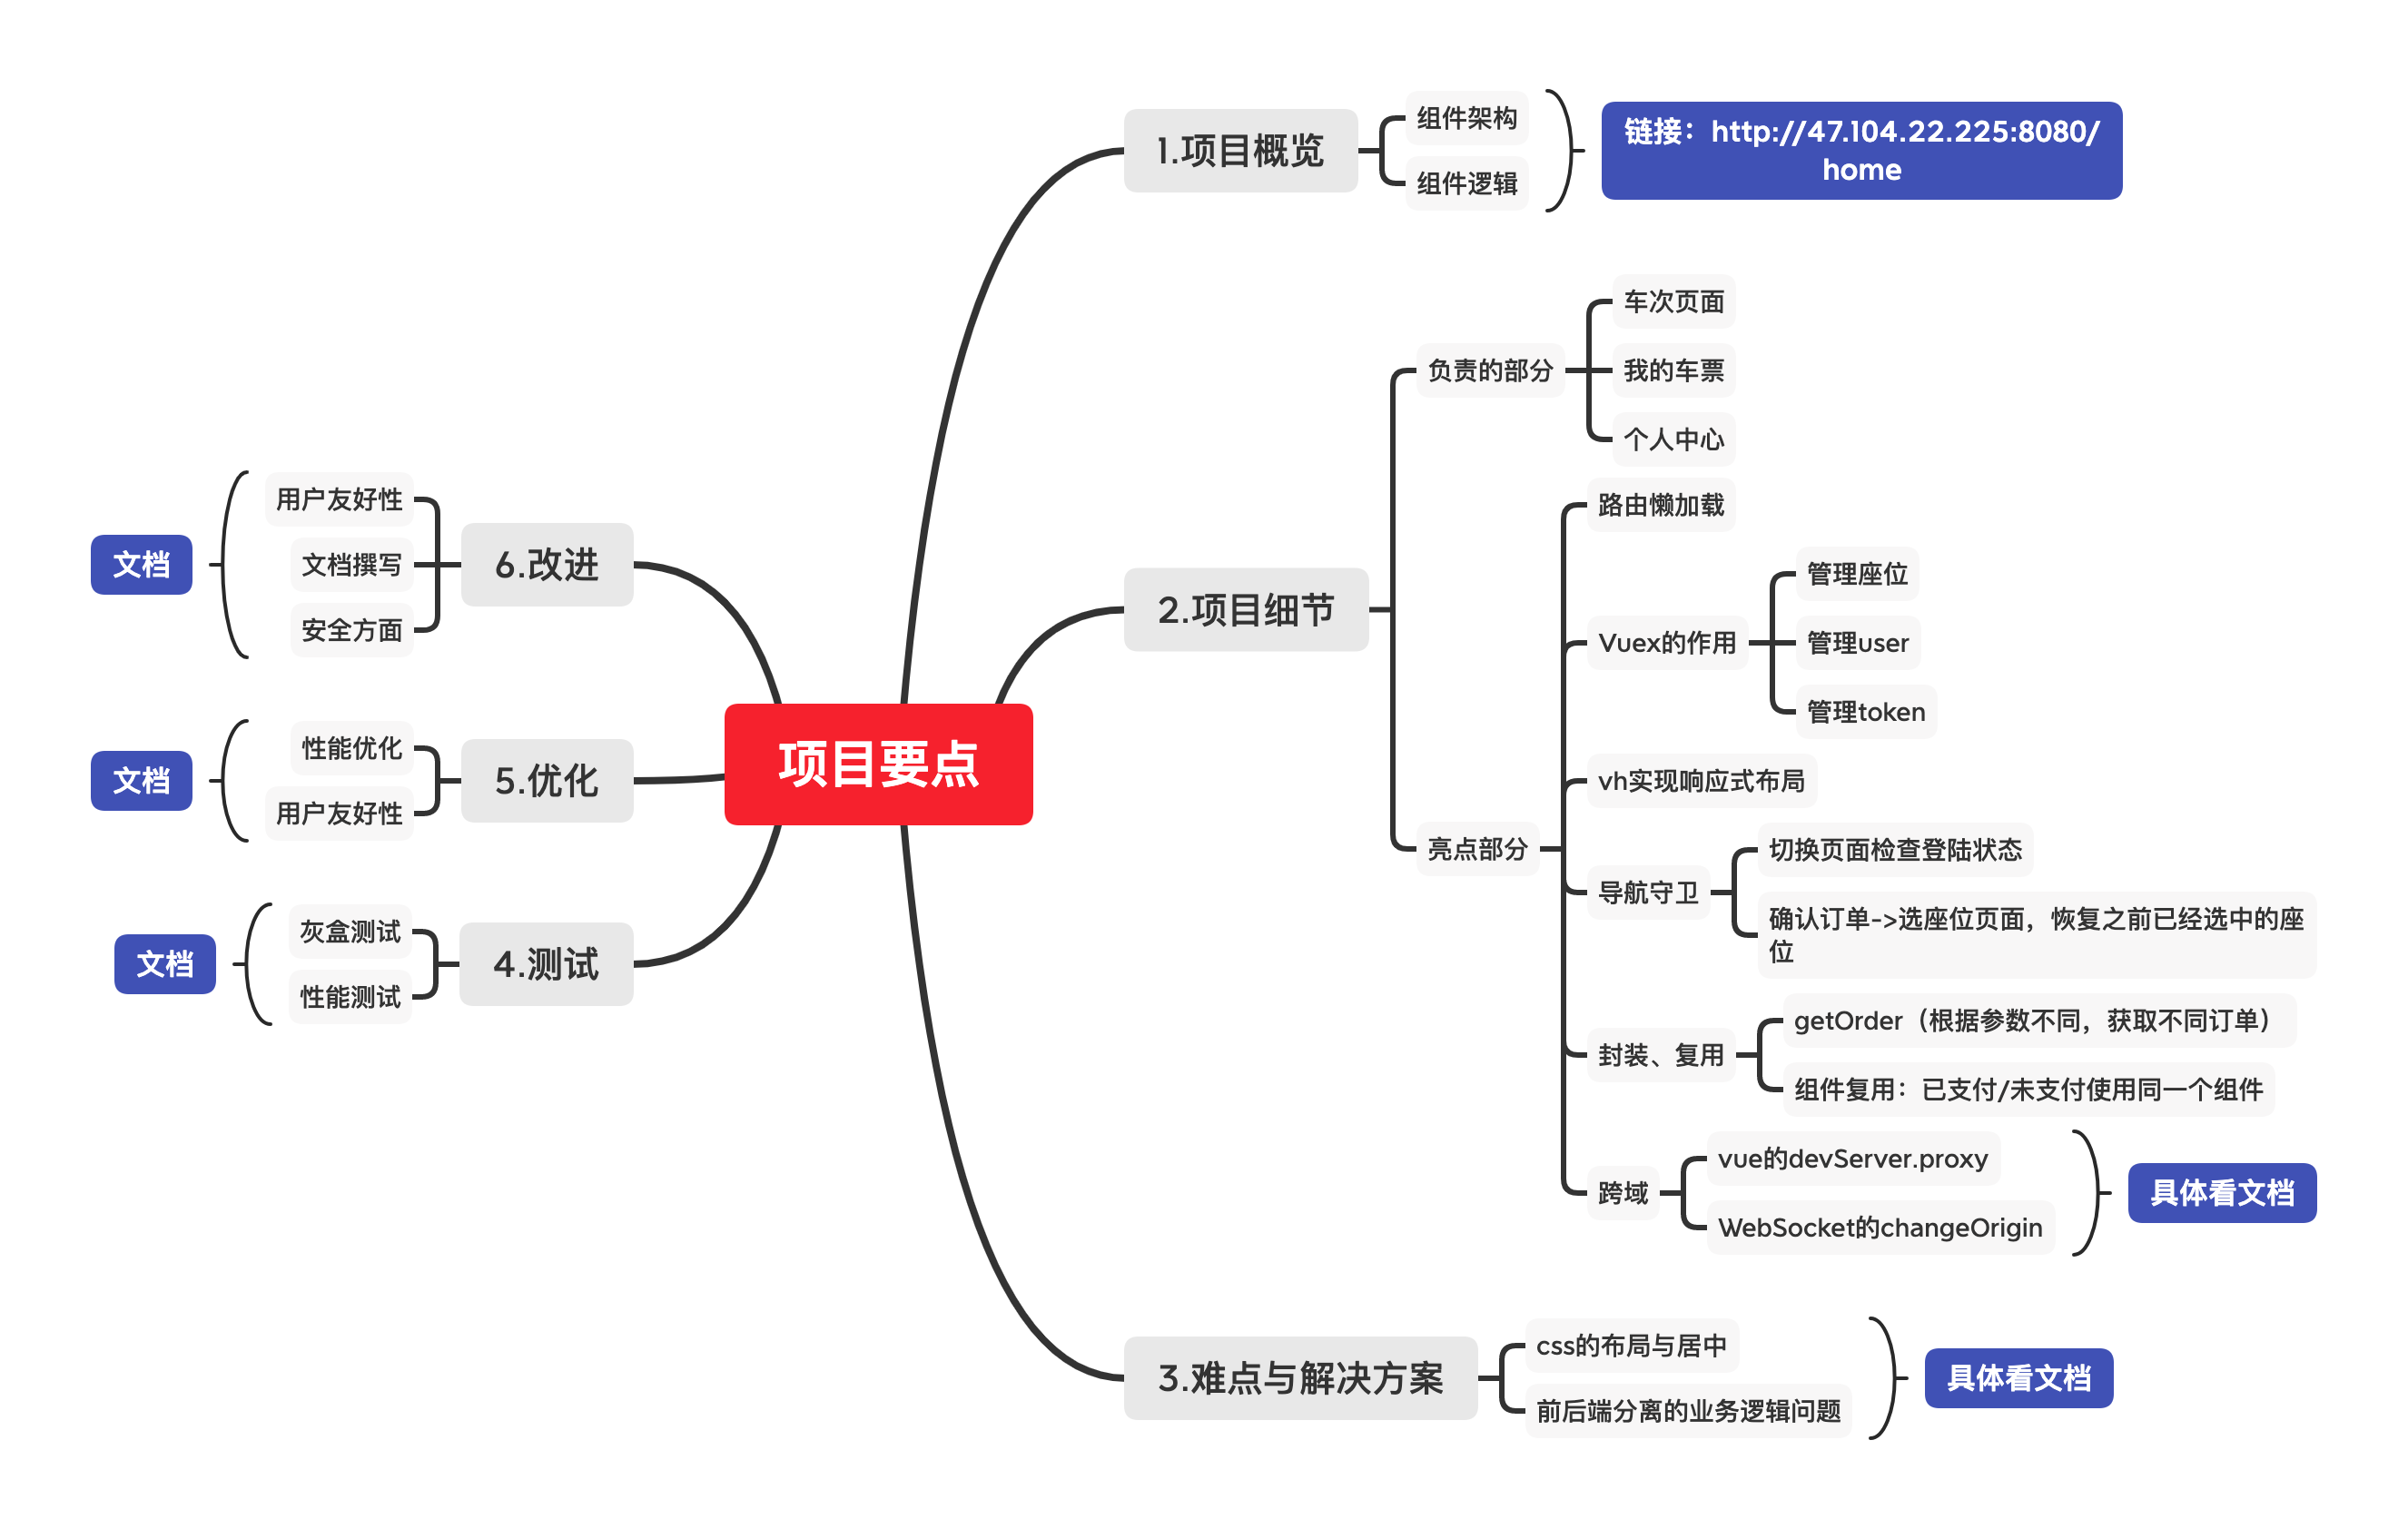 项目要点
1.项目概览
组件架构
组件逻辑
链接：http://47.104.22.225:8080/
home
2.项目细节
负责的部分
车次页面
我的车票
个人中心
亮点部分
路由懒加载
Vuex的作用
管理座位
管理user
管理token
vh实现响应式布局
导航守卫
切换页面检查登陆状态
确认订单->选座位页面，恢复之前已经选中的座
位
封装、复用
getOrder（根据参数不同，获取不同订单）
组件复用：已支付/未支付使用同一个组件
跨域
vue的devServer.proxy
WebSocket的changeOrigin
具体看文档
3.难点与解决方案
css的布局与居中
前后端分离的业务逻辑问题
具体看文档
4.测试
灰盒测试
性能测试
文档
5.优化
性能优化
用户友好性
文档
6.改进
用户友好性
文档撰写
安全方面
文档